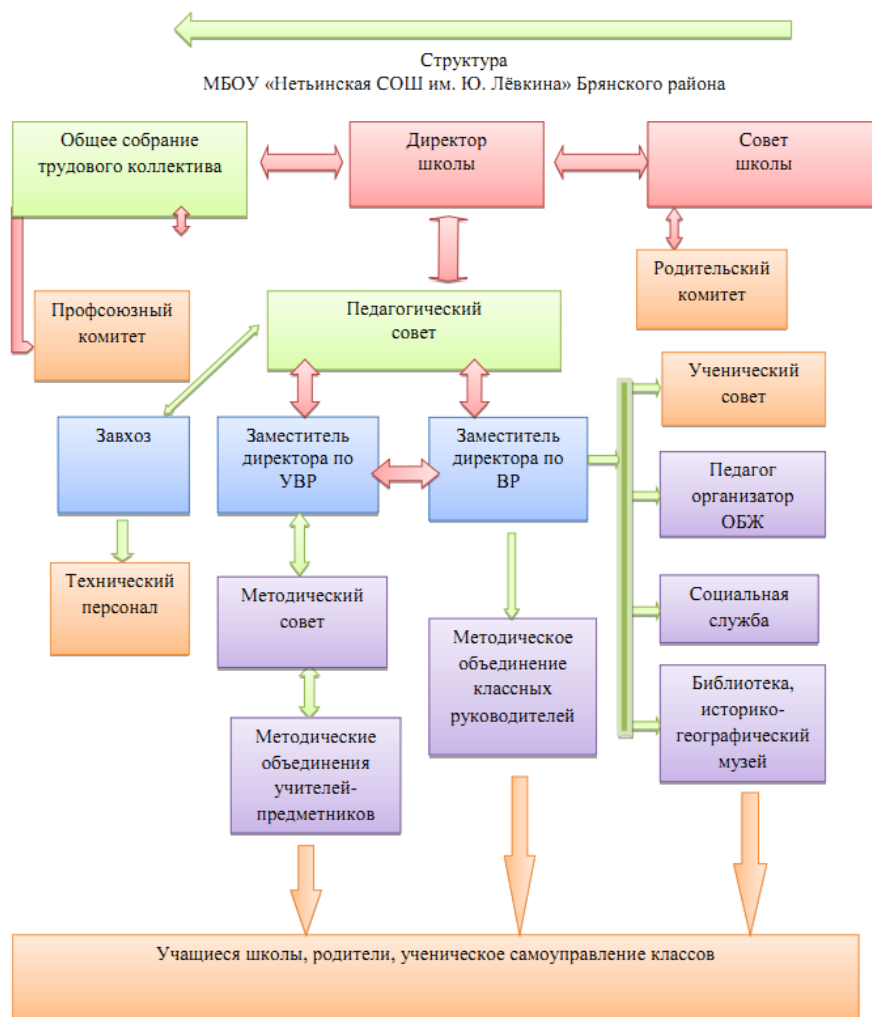 Структура
МБОУ «Нетьинская СОШ им. Ю. Лёвкина» Брянского района
Общее собрание
трудового коллектива
Директор
школы
Совет
школы
Профсоюзный
комитет
Педагогический
совет
Родительский
комитет
Ученический
совет
Завхоз
Заместитель
директора по
УВР
Заместитель
директора по
ВР
Педагог
организатор
ОБЖ
Технический
персонал
Методический
совет
Методическое
объединение
классных
руководителей
Социальная
служба
Библиотека,
историко-
географический
музей
Методические
объединения
учителей-
предметников
Учащиеся школы, родители, ученическое самоуправление классов